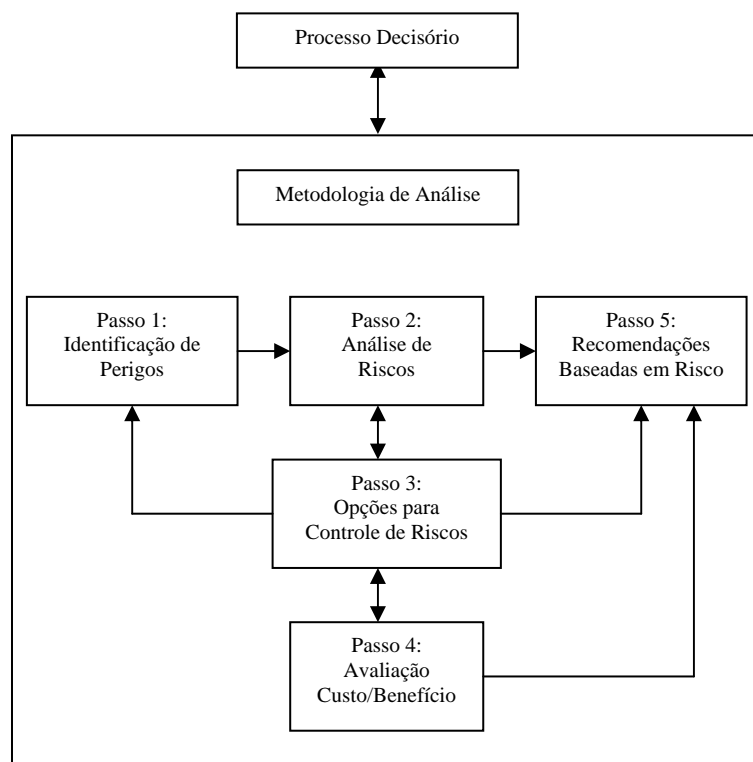 Processo Decisório
Metodologia de Análise
Passo 1:
Identificação de
Perigos
Passo 2:
Análise de
Riscos
Passo 5:
Recomendações
Baseadas em Risco
Passo 3:
Opções para
Controle de Riscos
Passo 4:
Avaliação
Custo/Benefício